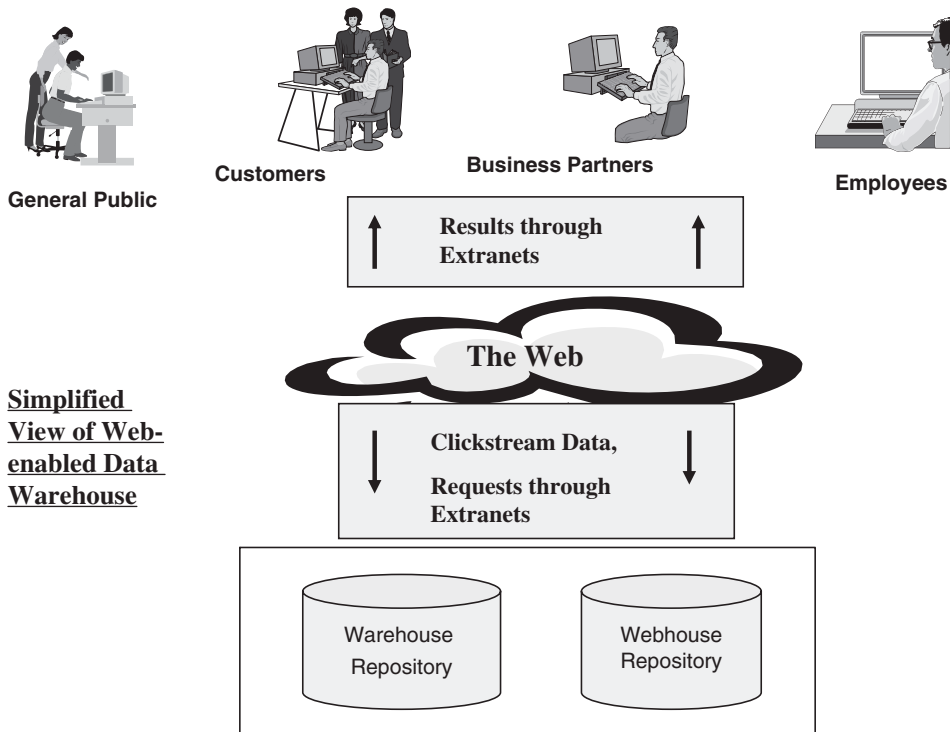 General Public
Customers
Business Partners
Employees
Results through
Extranets
The Web
Simplified
View of Web-
enabled Data
Warehouse
Clickstream Data,
Requests through
Extranets
Warehouse
Repository
Webhouse
Repository